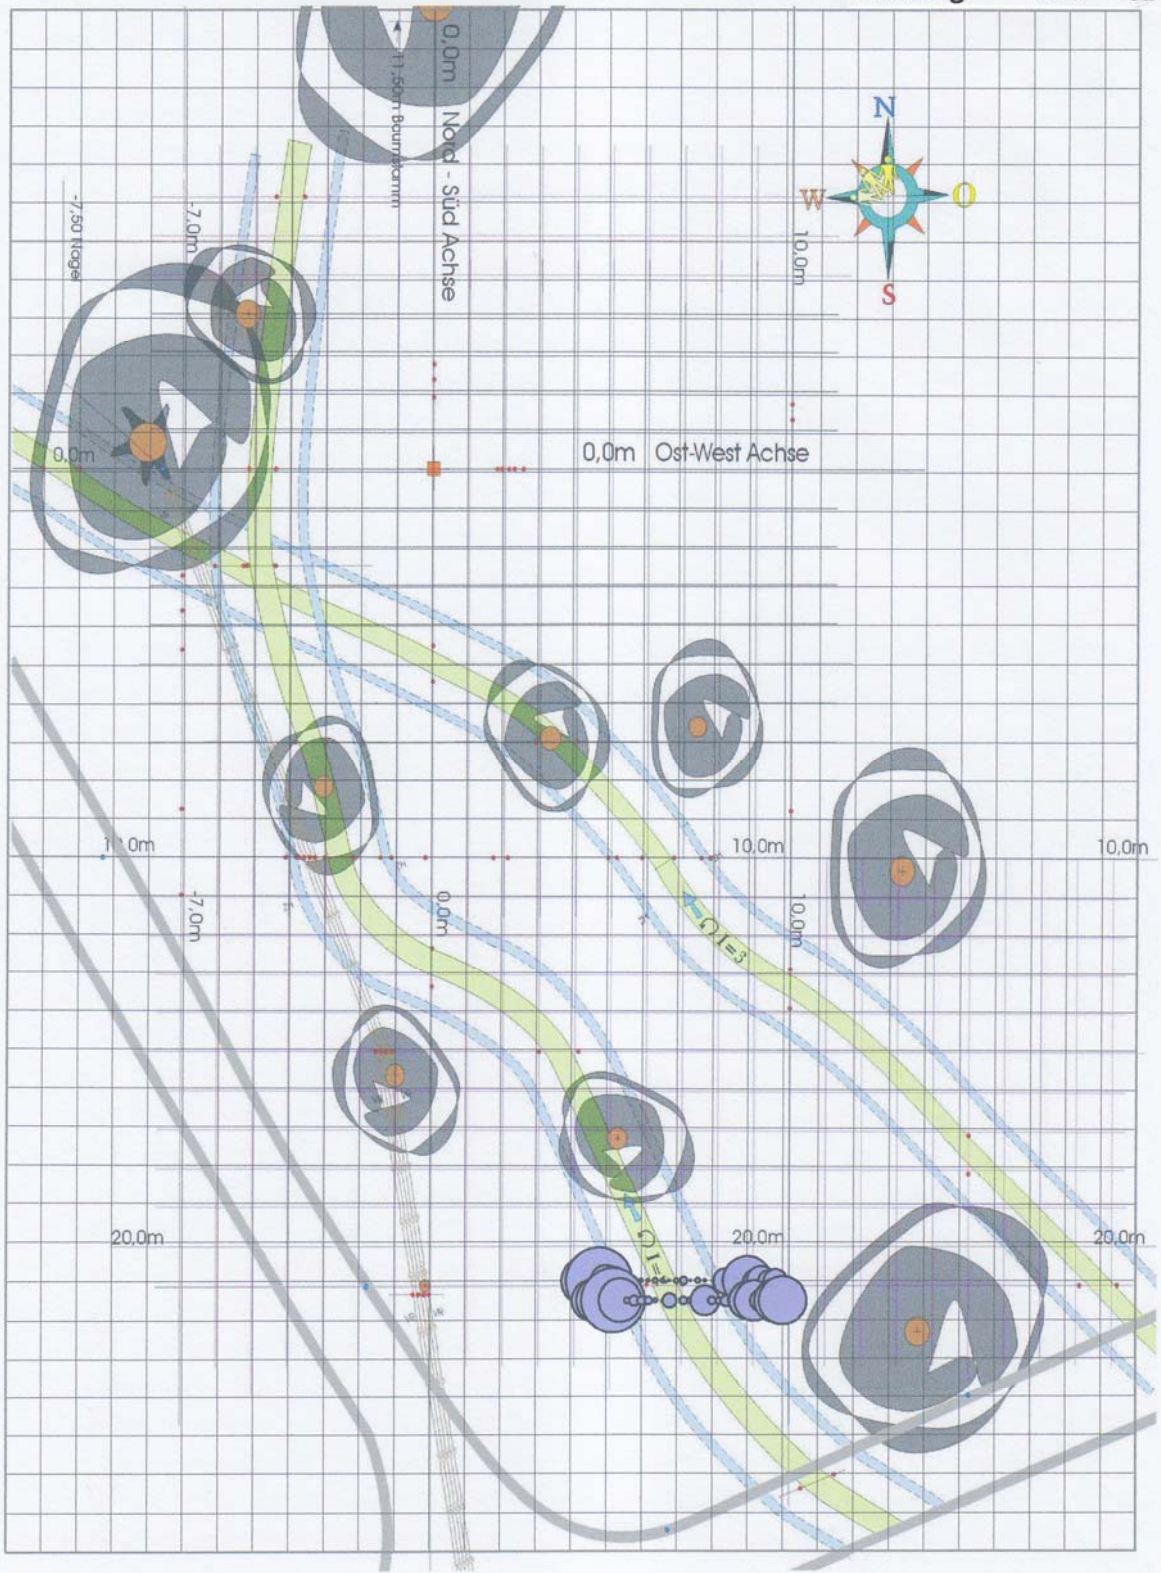 0,0m Nord - Süd Achse
11,50m Baumstamm
N
W
O
S
-7,50 Nagel
-7,0m
10,0m
0,0m
0,0m Ost-West Achse
10,0m
10,0m
-7,0m
0,0m
10,0m
Ω I=3
20,0m
20,0m
20,0m